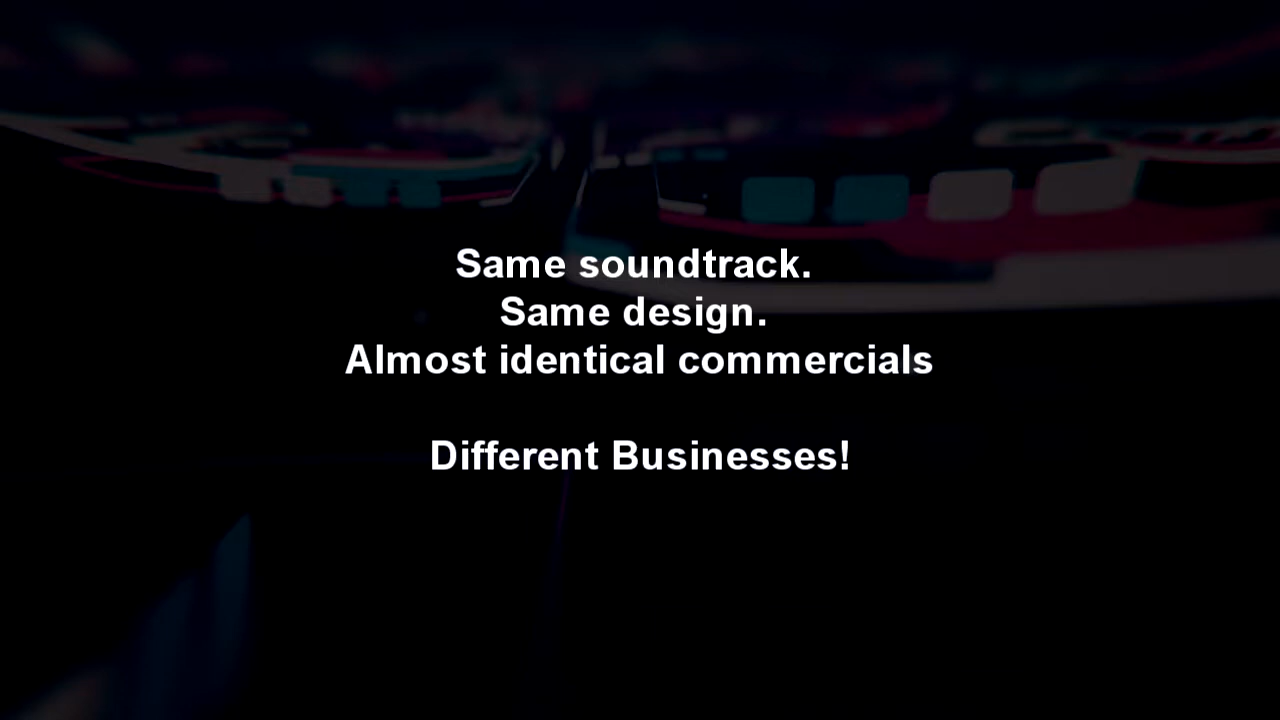 Same soundtrack.
Same design.
Almost identical commercials
Different Businesses!